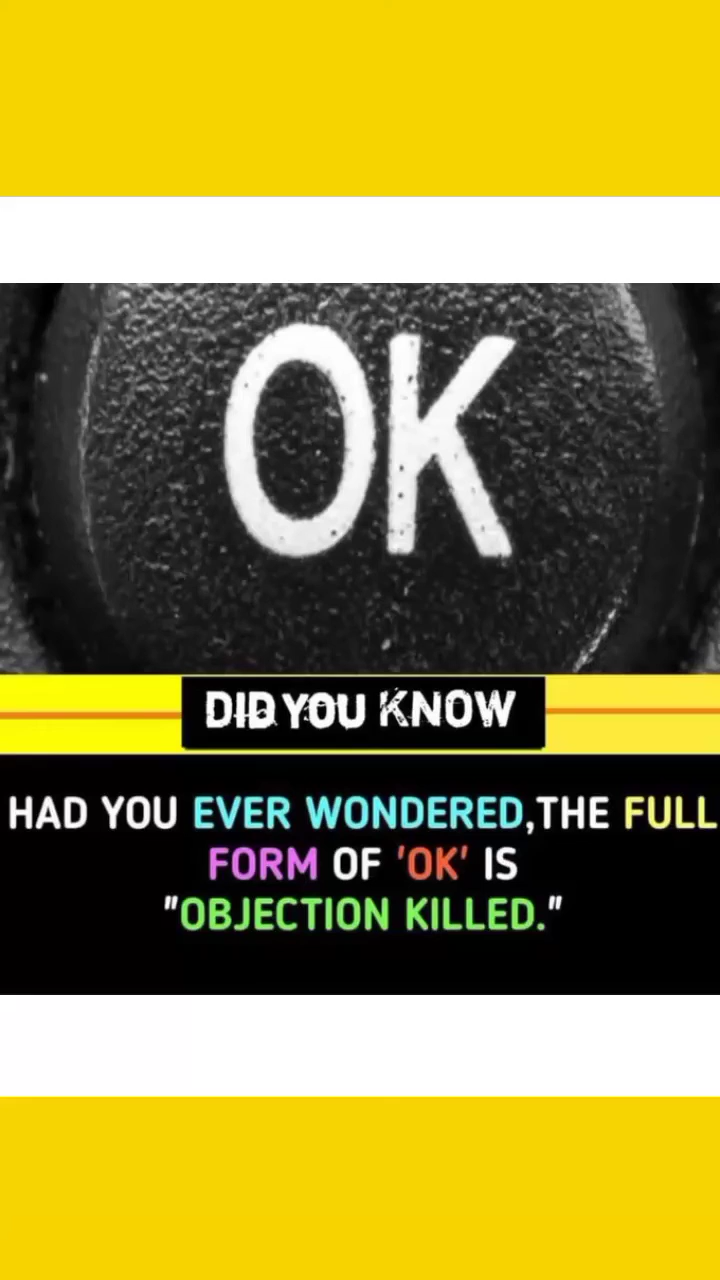 OK
DID YOU KNOW
HAD YOU EVER WONDERED,THE FULL
FORM OF 'OK' IS
"OBJECTION KILLED."